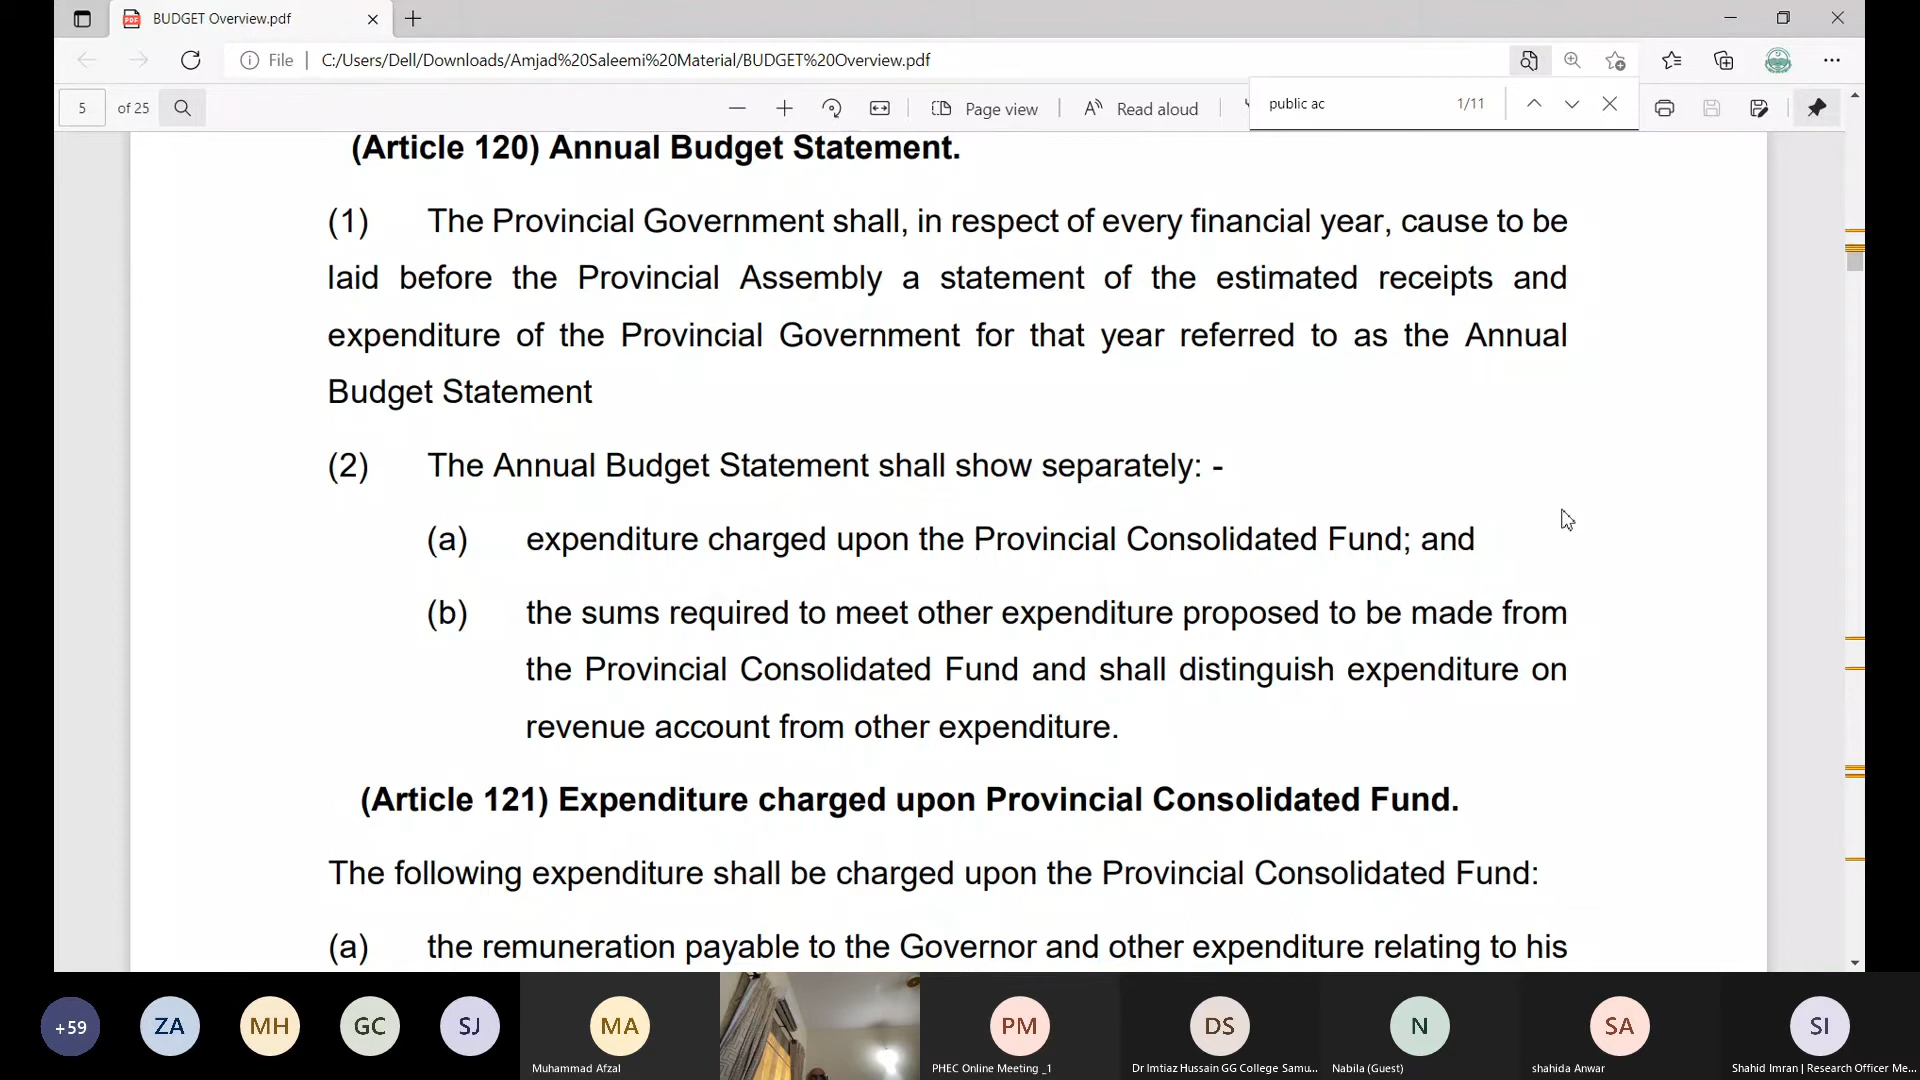 BUDGET Overview.pdf
File
C:/Users/Dell/Downloads/Amjad%20Saleemi%20Material/BUDGET%20Overview.pdf
5 of 25
Page view
Read aloud
public ac
1/11
(Article 120) Annual Budget Statement.
(1) The Provincial Government shall, in respect of every financial year, cause to be
laid before the Provincial Assembly a statement of the estimated receipts and
expenditure of the Provincial Government for that year referred to as the Annual
Budget Statement
(2) The Annual Budget Statement shall show separately: -
(a) expenditure charged upon the Provincial Consolidated Fund; and
(b) the sums required to meet other expenditure proposed to be made from
the Provincial Consolidated Fund and shall distinguish expenditure on
revenue account from other expenditure.
(Article 121) Expenditure charged upon Provincial Consolidated Fund.
The following expenditure shall be charged upon the Provincial Consolidated Fund:
(a) the remuneration payable to the Governor and other expenditure relating to his
+59 ZA MH GC SJ MA PM DS N SA SI
Muhammad Afzal
PHEC Online Meeting _1
Dr Imtiaz Hussain GG College Samu...
Nabila (Guest)
shahida Anwar
Shahid Imran | Research Officer Me...